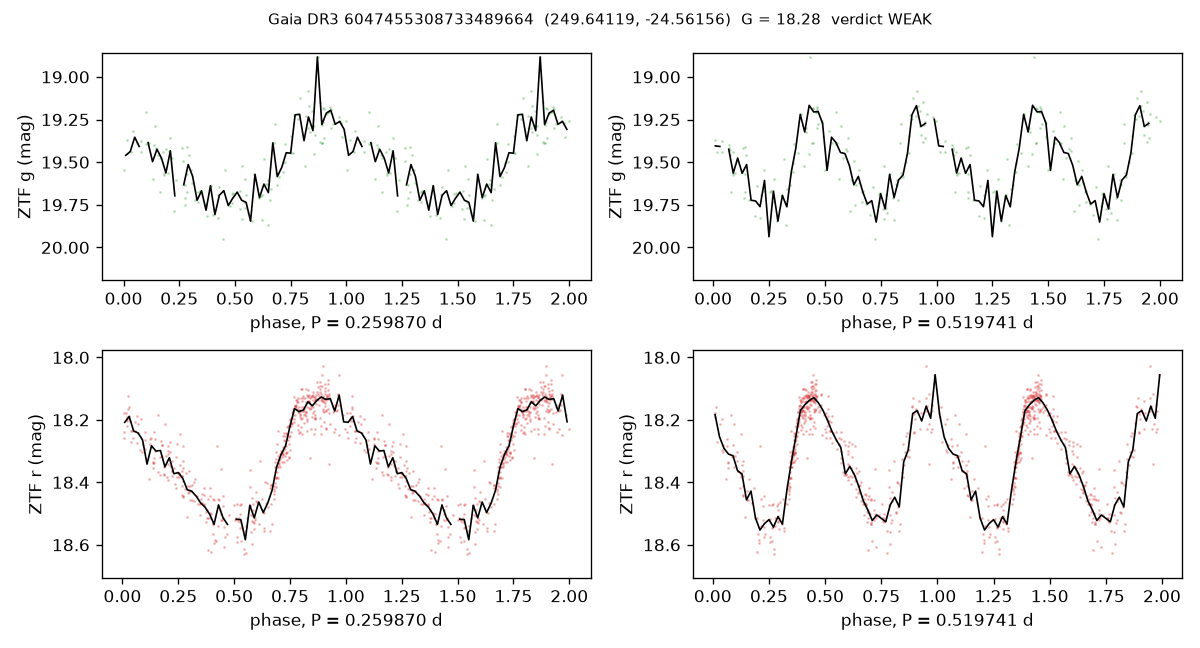 Gaia DR3 6047455308733489664 (249.64119, -24.56156) G = 18.28 verdict WEAK
ZTF g (mag)
19.00
19.25
19.50
19.75
20.00
0.00 0.25 0.50 0.75 1.00 1.25 1.50 1.75 2.00
phase, P = 0.259870 d
ZTF g (mag)
19.00
19.25
19.50
19.75
20.00
0.00 0.25 0.50 0.75 1.00 1.25 1.50 1.75 2.00
phase, P = 0.519741 d
ZTF r (mag)
18.0
18.2
18.4
18.6
0.00 0.25 0.50 0.75 1.00 1.25 1.50 1.75 2.00
phase, P = 0.259870 d
ZTF r (mag)
18.0
18.2
18.4
18.6
0.00 0.25 0.50 0.75 1.00 1.25 1.50 1.75 2.00
phase, P = 0.519741 d